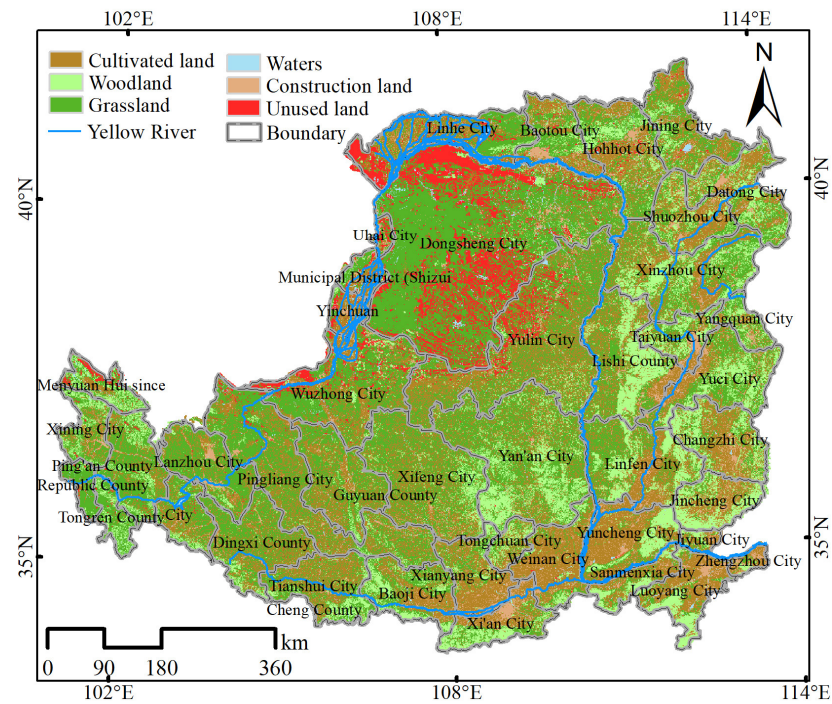 102°E 108°E 114°E
Cultivated land
Woodland
Grassland
Yellow River
Waters
Construction land
Unused land
Boundary
N
40°N
40°N
35°N
35°N
Linhe City
Baotou City
Jining City
Hohhot City
Datong City
Shuozhou City
Uhai City
Dongsheng City
Xinzhou City
Municipal District (Shizui
Yinchuan
Yangquan City
Yulin City
Taiyuan City
Lishi County
Menyuan Hui since
Wuzhong City
Yuci City
Xining City
Changzhi City
Ping'an County
Lanzhou City
Yan'an City
Linfen City
Republic County
Pingliang City
Xifeng City
Guyuan County
Jincheng City
Tongren County
City
Dingxi County
Tongchuan City
Yuncheng City
Jiyuan City
Weinan City
Zhengzhou City
Tianshui City
Xianyang City
Sanmenxia City
Cheng County
Baoji City
Luoyang City
Xi'an City
km
0 90 180 360
102°E 108°E 114°E